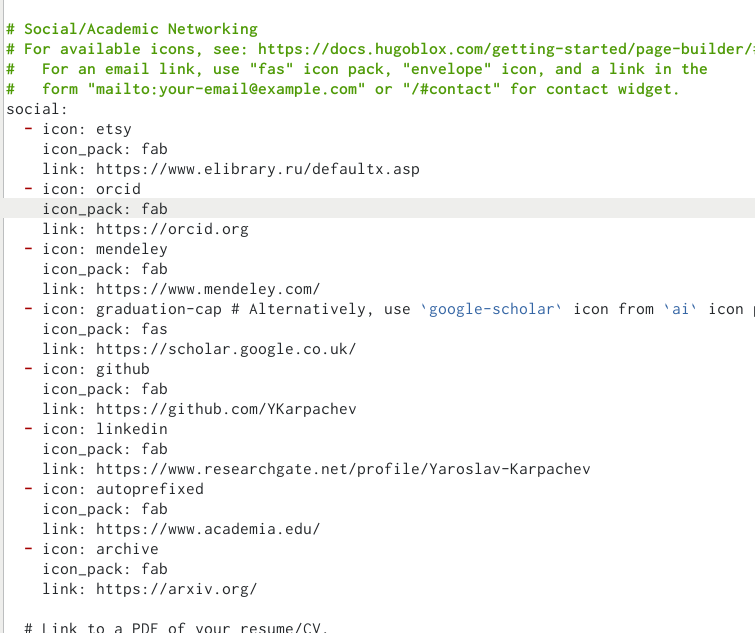 # Social/Academic Networking
# For available icons, see: https://docs.hugoblox.com/getting-started/page-builder/
#   For an email link, use "fas" icon pack, "envelope" icon, and a link in the
#   form "mailto:your-email@example.com" or "/#contact" for contact widget.
social:
  - icon: etsy
    icon_pack: fab
    link: https://www.elibrary.ru/defaultx.asp
  - icon: orcid
    icon_pack: fab
    link: https://orcid.org
  - icon: mendeley
    icon_pack: fab
    link: https://www.mendeley.com/
  - icon: graduation-cap # Alternatively, use `google-scholar` icon from `ai` icon
    icon_pack: fas
    link: https://scholar.google.co.uk/
  - icon: github
    icon_pack: fab
    link: https://github.com/YKarpachev
  - icon: linkedin
    icon_pack: fab
    link: https://www.researchgate.net/profile/Yaroslav-Karpachev
  - icon: autoprefixed
    icon_pack: fab
    link: https://www.academia.edu/
  - icon: archive
    icon_pack: fab
    link: https://arxiv.org/
  # Link to a PDF of your resume/CV.